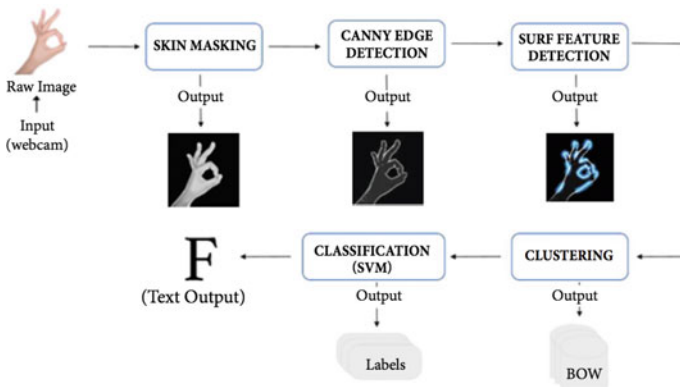 SKIN MASKING
CANNY EDGE
DETECTION
SURF FEATURE
DETECTION
Raw Image
Input
(webcam)
Output
Output
Output
F
(Text Output)
CLASSIFICATION
(SVM)
CLUSTERING
Output
Output
Labels
BOW